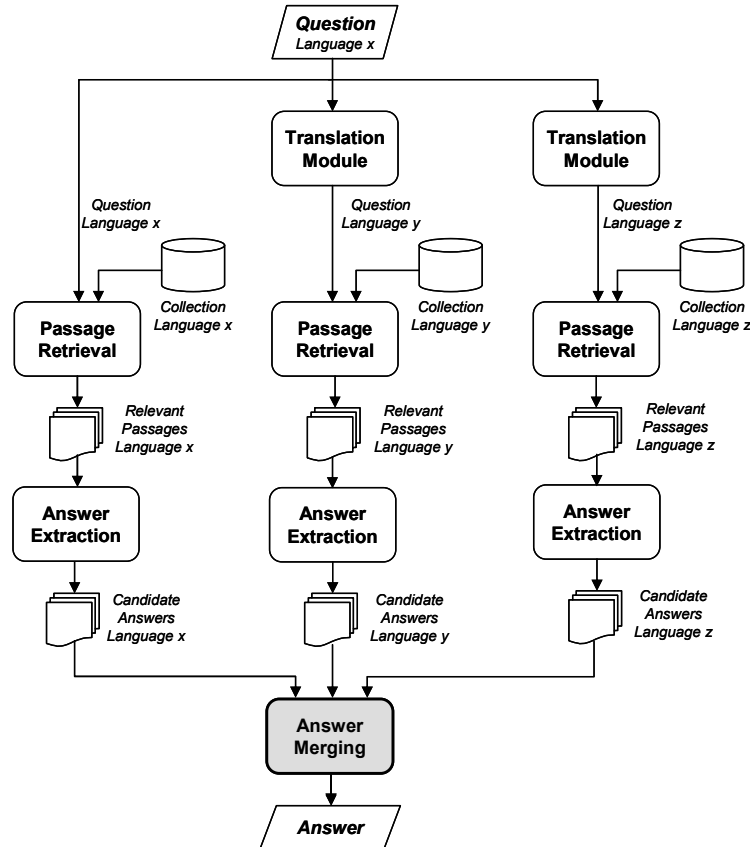 Question
Language x
Translation
Module
Translation
Module
Question
Language x
Question
Language y
Question
Language z
Collection
Language x
Collection
Language y
Collection
Language z
Passage
Retrieval
Passage
Retrieval
Passage
Retrieval
Relevant
Passages
Language x
Relevant
Passages
Language y
Relevant
Passages
Language z
Answer
Extraction
Answer
Extraction
Answer
Extraction
Candidate
Answers
Language x
Candidate
Answers
Language y
Candidate
Answers
Language z
Answer
Merging
Answer